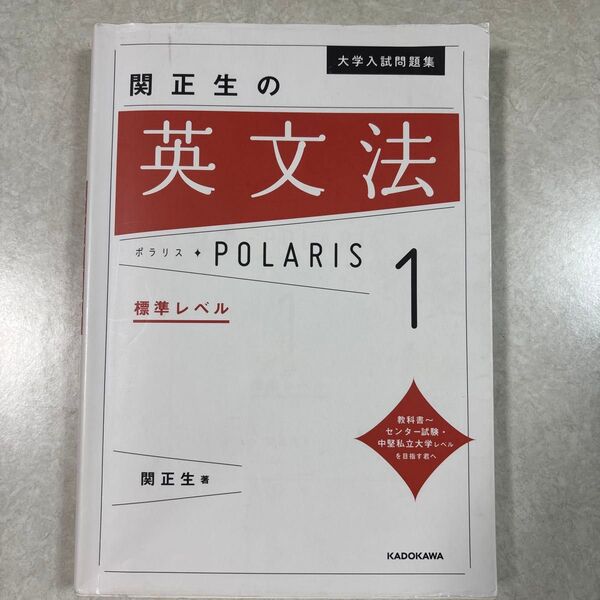 大学入試問題集
関正生の
英文法
ポラリス✦POLARIS 1
標準レベル
教科書～
センター試験・
中堅私立大学レベル
を目指す君へ
関正生 著
KADOKAWA